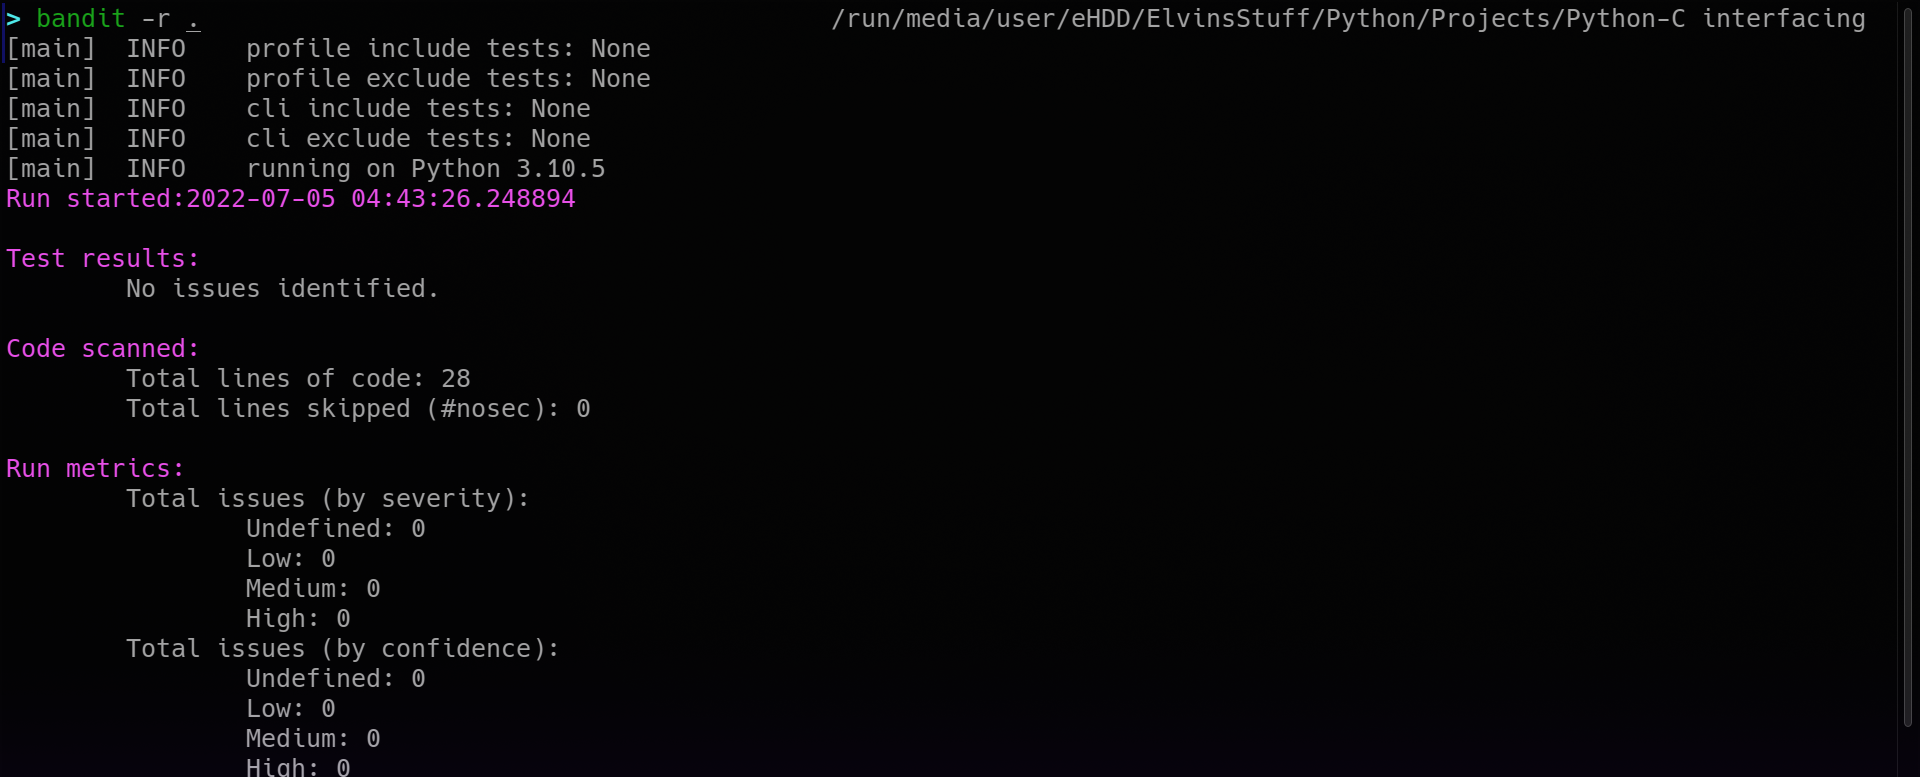 > bandit -r . /run/media/user/eHDD/ElvinsStuff/Python/Projects/Python-C interfacing
[main]  INFO    profile include tests: None
[main]  INFO    profile exclude tests: None
[main]  INFO    cli include tests: None
[main]  INFO    cli exclude tests: None
[main]  INFO    running on Python 3.10.5
Run started:2022-07-05 04:43:26.248894
Test results:
No issues identified.
Code scanned:
Total lines of code: 28
Total lines skipped (#nosec): 0
Run metrics:
Total issues (by severity):
Undefined: 0
Low: 0
Medium: 0
High: 0
Total issues (by confidence):
Undefined: 0
Low: 0
Medium: 0
High: 0